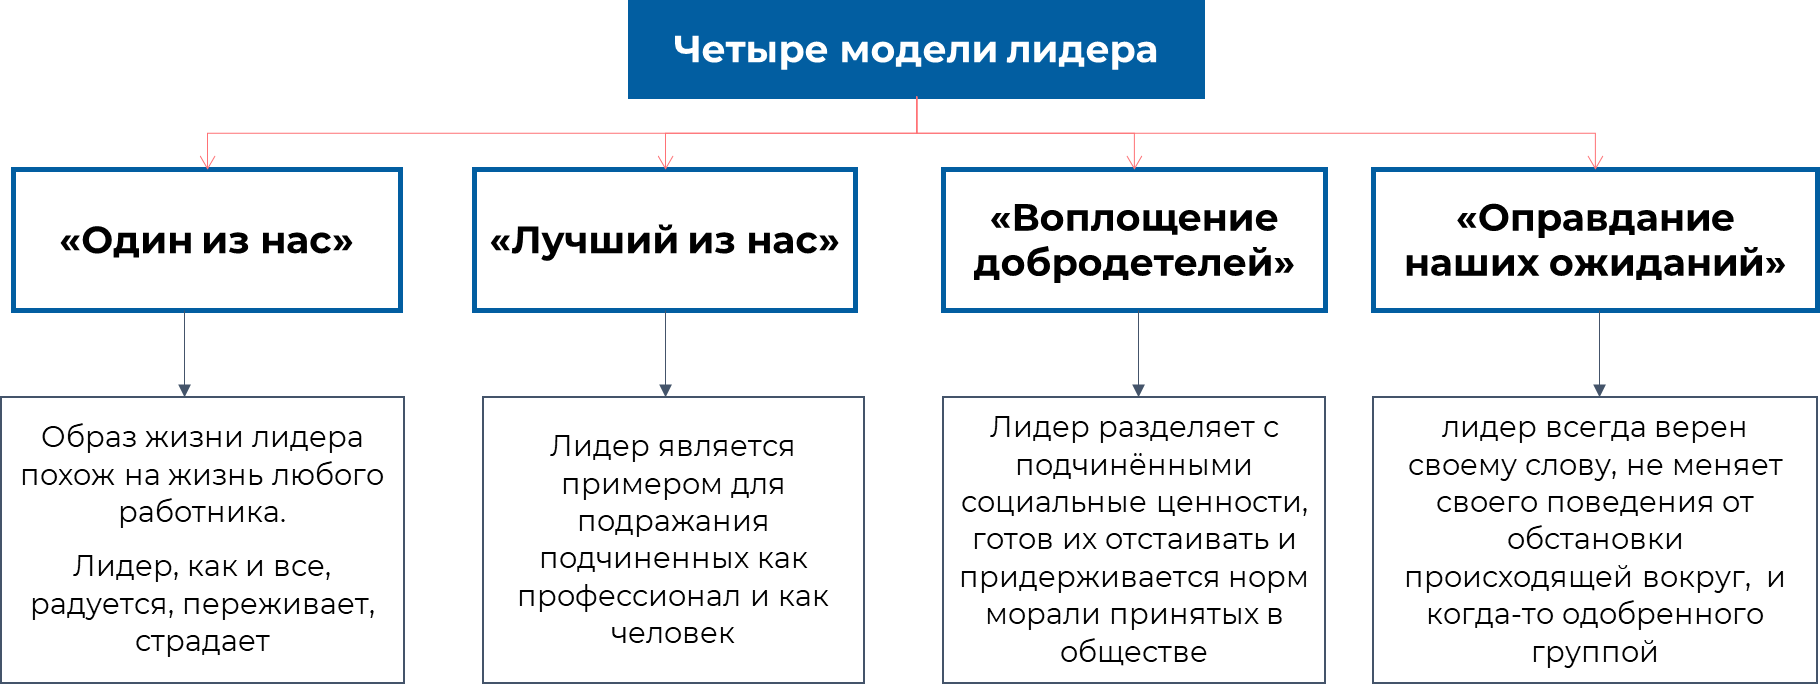 Четыре модели лидера
«Один из нас»
«Лучший из нас»
«Воплощение
добродетелей»
«Оправдание
наших ожиданий»
Образ жизни лидера
похож на жизнь любого
работника.
Лидер, как и все,
радуется, переживает,
страдает
Лидер является
примером для
подражания
подчиненных как
профессионал и как
человек
Лидер разделяет с
подчинёнными
социальные ценности,
готов их отстаивать и
придерживается норм
морали принятых в
обществе
лидер всегда верен
своему слову, не меняет
своего поведения от
обстановки
происходящей вокруг,  и
когда-то одобренного
группой